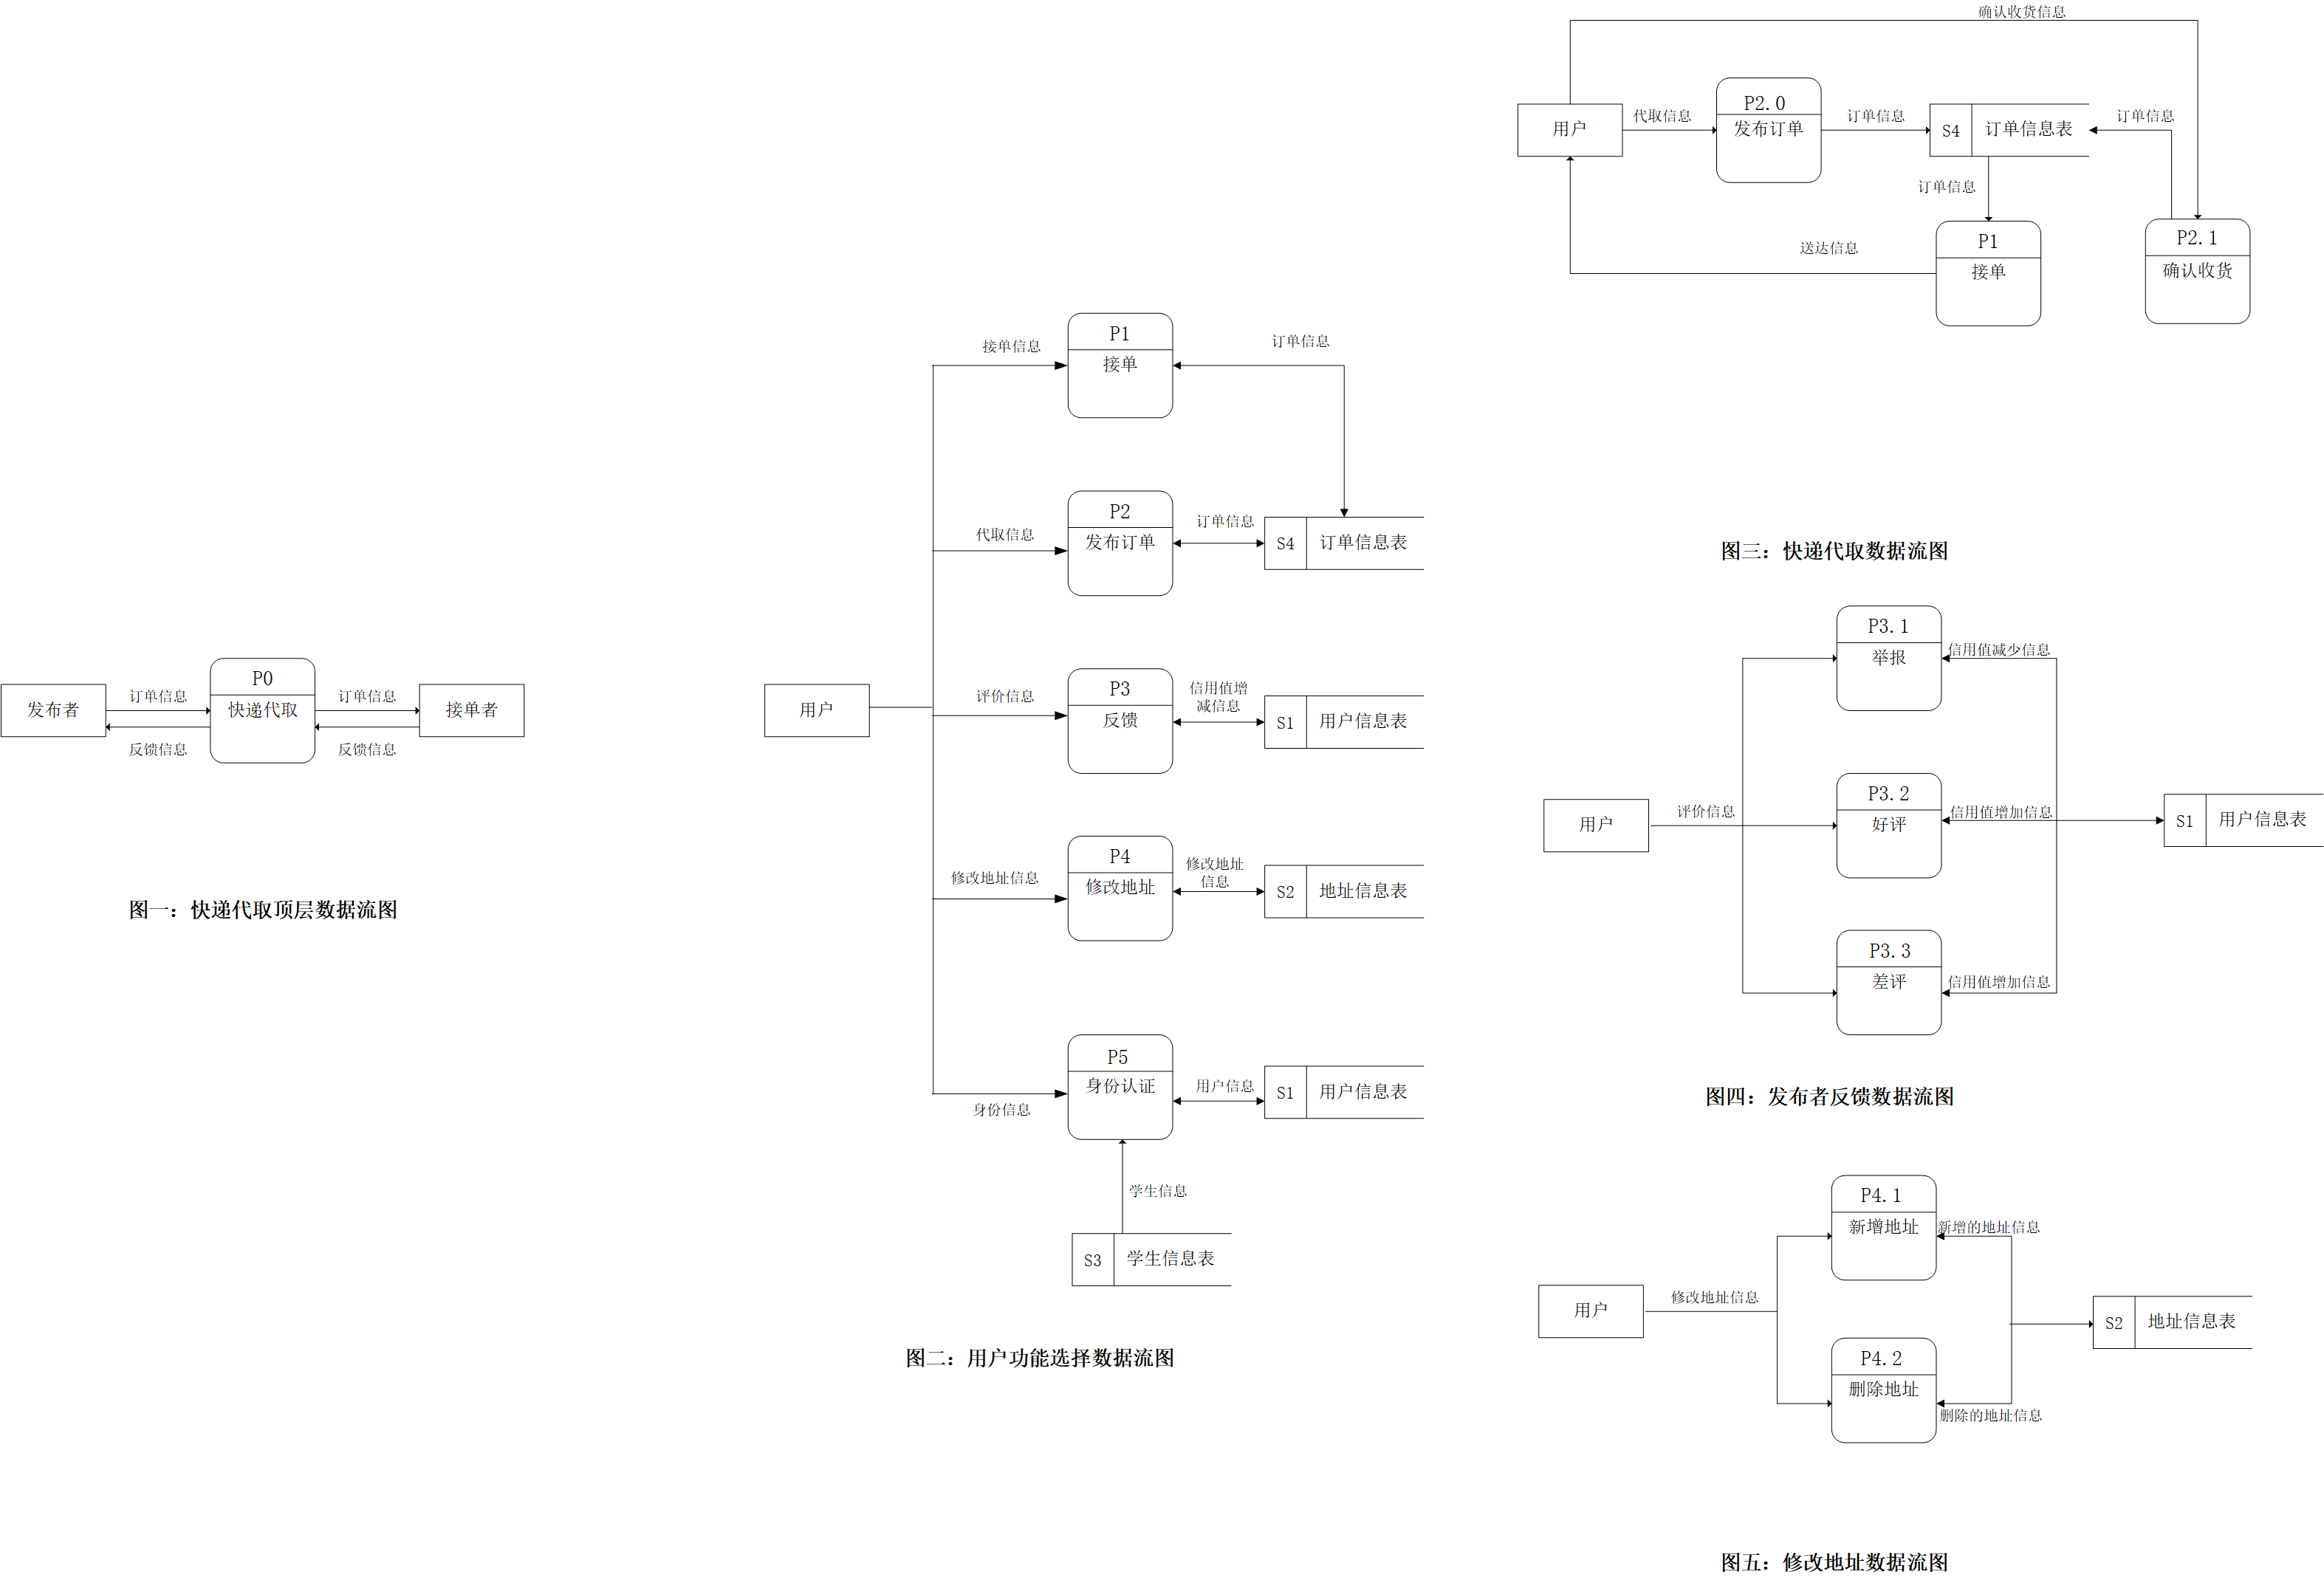 发布者
订单信息
反馈信息
P0
快递代取
订单信息
反馈信息
接单者
图一：快递代取顶层数据流图
用户
接单信息
P1
接单
订单信息
代取信息
P2
发布订单
订单信息
S4
订单信息表
评价信息
P3
反馈
信用值增
减信息
S1
用户信息表
修改地址信息
P4
修改地址
修改地址
信息
S2
地址信息表
身份信息
P5
身份认证
用户信息
S1
用户信息表
学生信息
S3
学生信息表
图二：用户功能选择数据流图
确认收货信息
用户
代取信息
P2.0
发布订单
订单信息
S4
订单信息表
订单信息
订单信息
送达信息
P1
接单
P2.1
确认收货
图三：快递代取数据流图
P3.1
举报
信用值减少信息
用户
评价信息
P3.2
好评
信用值增加信息
S1
用户信息表
P3.3
差评
信用值增加信息
图四：发布者反馈数据流图
P4.1
新增地址
新增的地址信息
用户
修改地址信息
S2
地址信息表
P4.2
删除地址
删除的地址信息
图五：修改地址数据流图